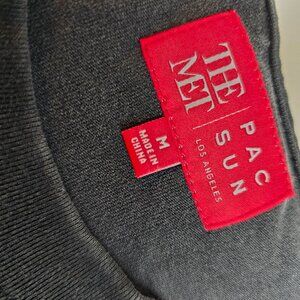 THE
MET
PAC
SUN
LOS ANGELES
M
MADE IN
CHINA